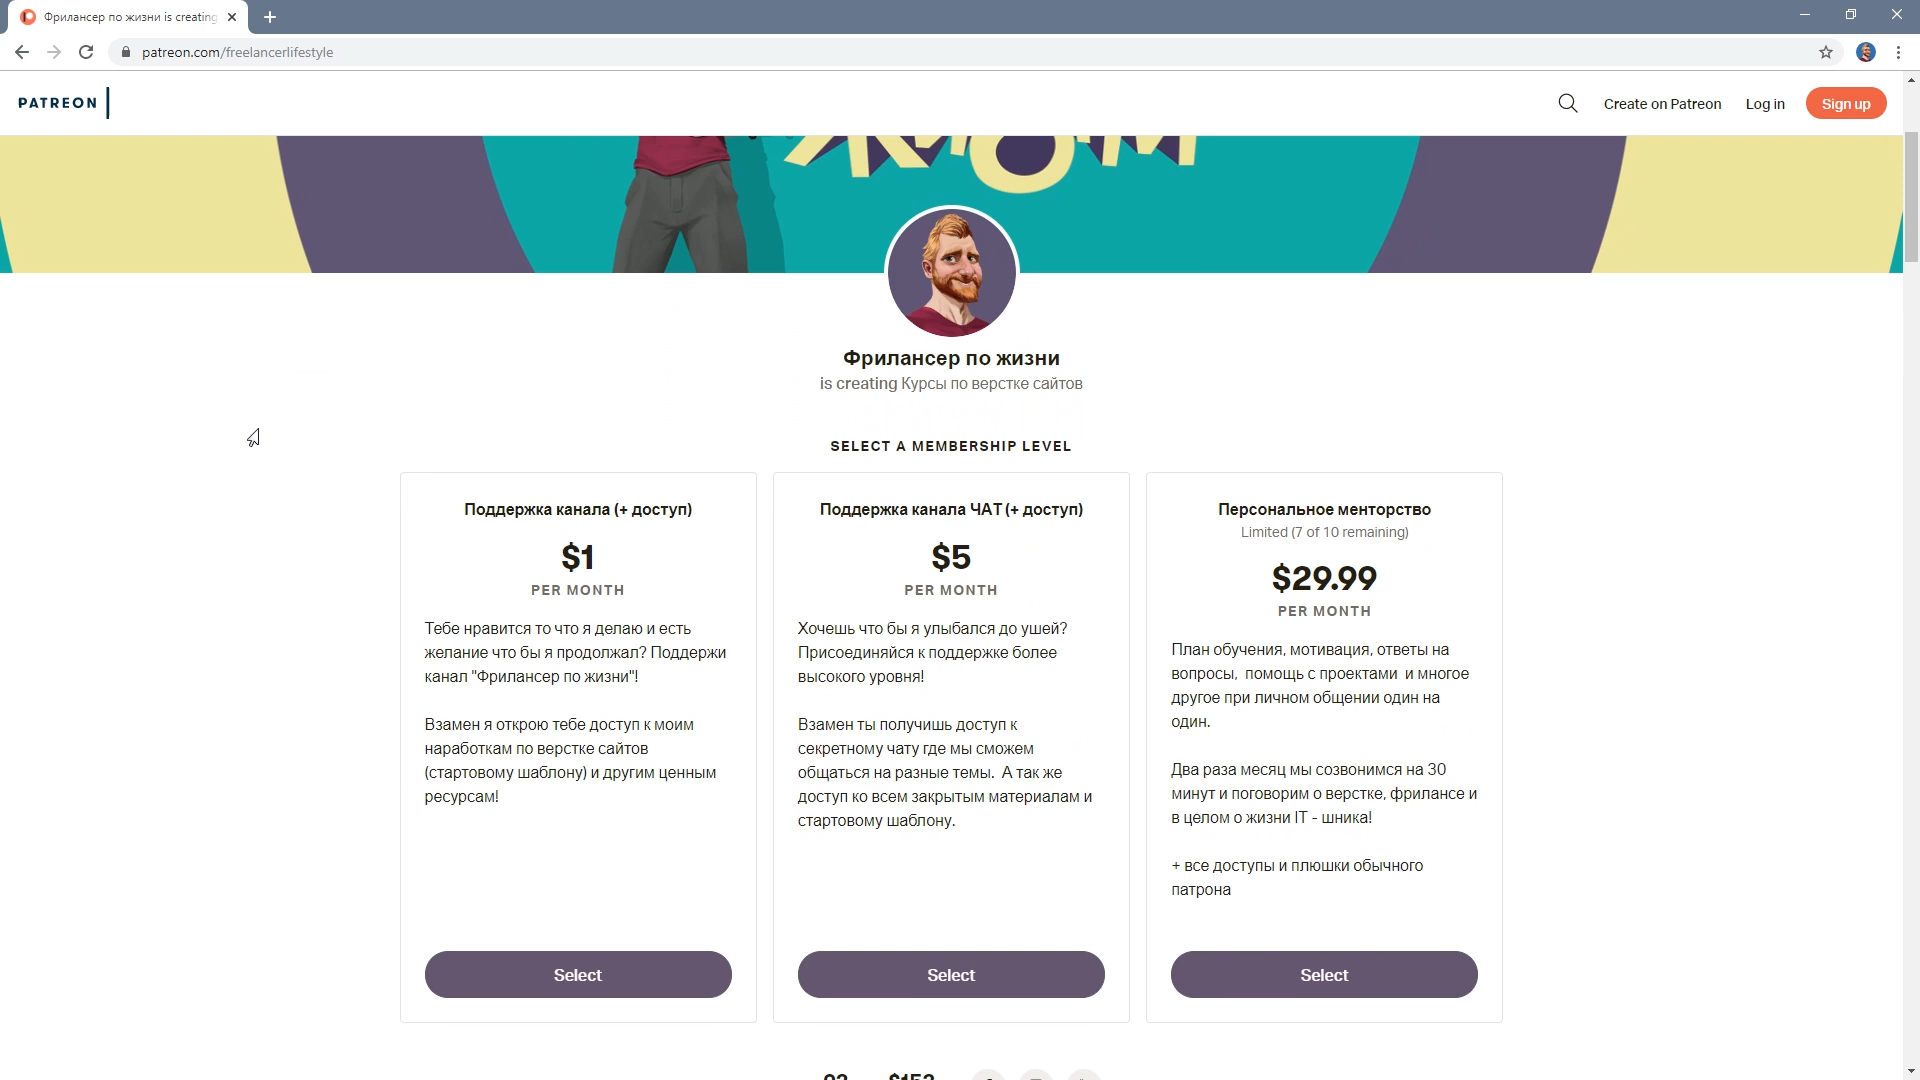 Фрилансер по жизни is creating
patreon.com/freelancerlifestyle
PATREON
Create on Patreon
Log in
Sign up
Фрилансер по жизни
is creating Курсы по верстке сайтов
SELECT A MEMBERSHIP LEVEL
Поддержка канала (+ доступ)
$1
PER MONTH
Тебе нравится то что я делаю и есть
желание что бы я продолжал? Поддержи
канал "Фрилансер по жизни"!
Взамен я открою тебе доступ к моим
наработкам по верстке сайтов
(стартовому шаблону) и другим ценным
ресурсам!
Select
Поддержка канала ЧАТ (+ доступ)
$5
PER MONTH
Хочешь что бы я улыбался до ушей?
Присоединяйся к поддержке более
высокого уровня!
Взамен ты получишь доступ к
секретному чату где мы сможем
общаться на разные темы. А так же
доступ ко всем закрытым материалам и
стартовому шаблону.
Select
Персональное менторство
Limited (7 of 10 remaining)
$29.99
PER MONTH
План обучения, мотивация, ответы на
вопросы, помощь с проектами и многое
другое при личном общении один на
один.
Два раза месяц мы созвонимся на 30
минут и поговорим о верстке, фрилансе и
в целом о жизни IT - шника!
+ все доступы и плюшки обычного
патрона
Select